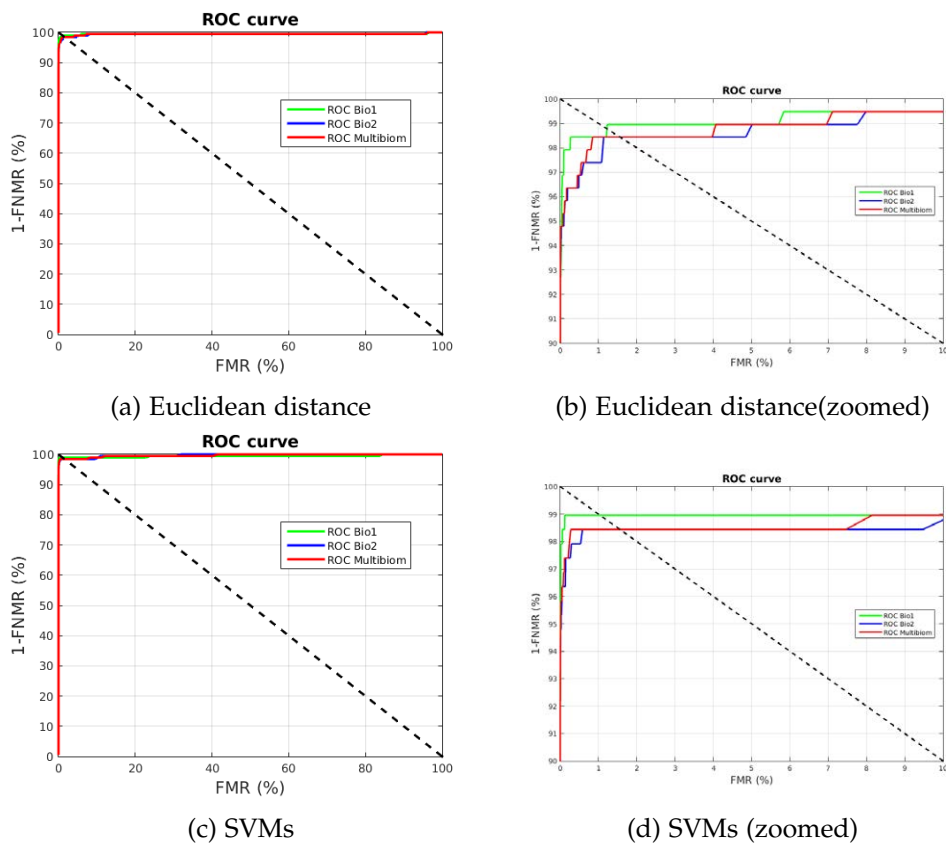 ROC curve
100
90
80
70
60
50
40
30
20
10
0
1-FNMR (%)
ROC Bio1
ROC Bio2
ROC Multibiom
0 20 40 60 80 100
FMR (%)
(a) Euclidean distance
ROC curve
100
99
98
97
96
95
94
93
92
91
90
1-FNMR (%)
ROC Bio1
ROC Bio2
ROC Multibiom
0 1 2 3 4 5 6 7 8 9 10
FMR (%)
(b) Euclidean distance(zoomed)
ROC curve
100
90
80
70
60
50
40
30
20
10
0
1-FNMR (%)
ROC Bio1
ROC Bio2
ROC Multibiom
0 20 40 60 80 100
FMR (%)
(c) SVMs
ROC curve
100
99
98
97
96
95
94
93
92
91
90
1-FNMR (%)
ROC Bio1
ROC Bio2
ROC Multibiom
0 1 2 3 4 5 6 7 8 9 10
FMR (%)
(d) SVMs (zoomed)